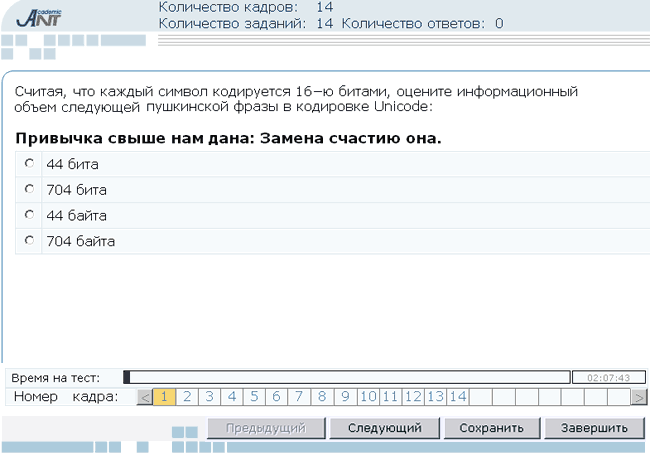 Academic
ANT
Количество кадров: 14
Количество заданий: 14 Количество ответов: 0
Считая, что каждый символ кодируется 16−ю битами, оцените информационный
объем следующей пушкинской фразы в кодировке Unicode:
Привычка свыше нам дана: Замена счастию она.
44 бита
704 бита
44 байта
704 байта
Время на тест: 02:07:43
Номер кадра: < 1 2 3 4 5 6 7 8 9 10 11 12 13 14 >
Предыдущий Следующий Сохранить Завершить